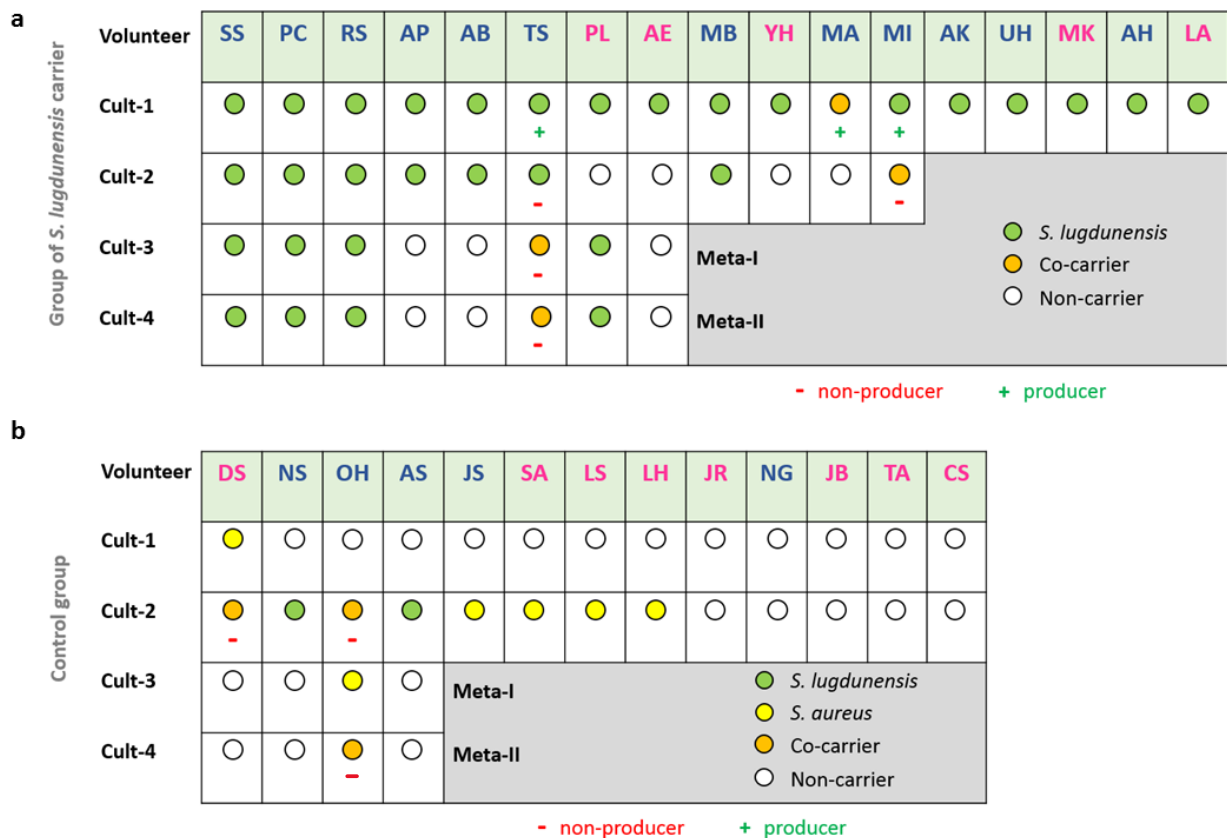 a
Group of S. lugdunensis carrier
Volunteer SS PC RS AP AB TS PL AE MB YH MA MI AK UH MK AH LA
Cult-1
+ + +
Cult-2
- -
Cult-3
-
Meta-I
Cult-4
-
Meta-II
S. lugdunensis
Co-carrier
Non-carrier
- non-producer + producer
b
Control group
Volunteer DS NS OH AS JS SA LS LH JR NG JB TA CS
Cult-1
Cult-2
- -
Cult-3
Meta-I
Cult-4
-
Meta-II
S. lugdunensis
S. aureus
Co-carrier
Non-carrier
- non-producer + producer